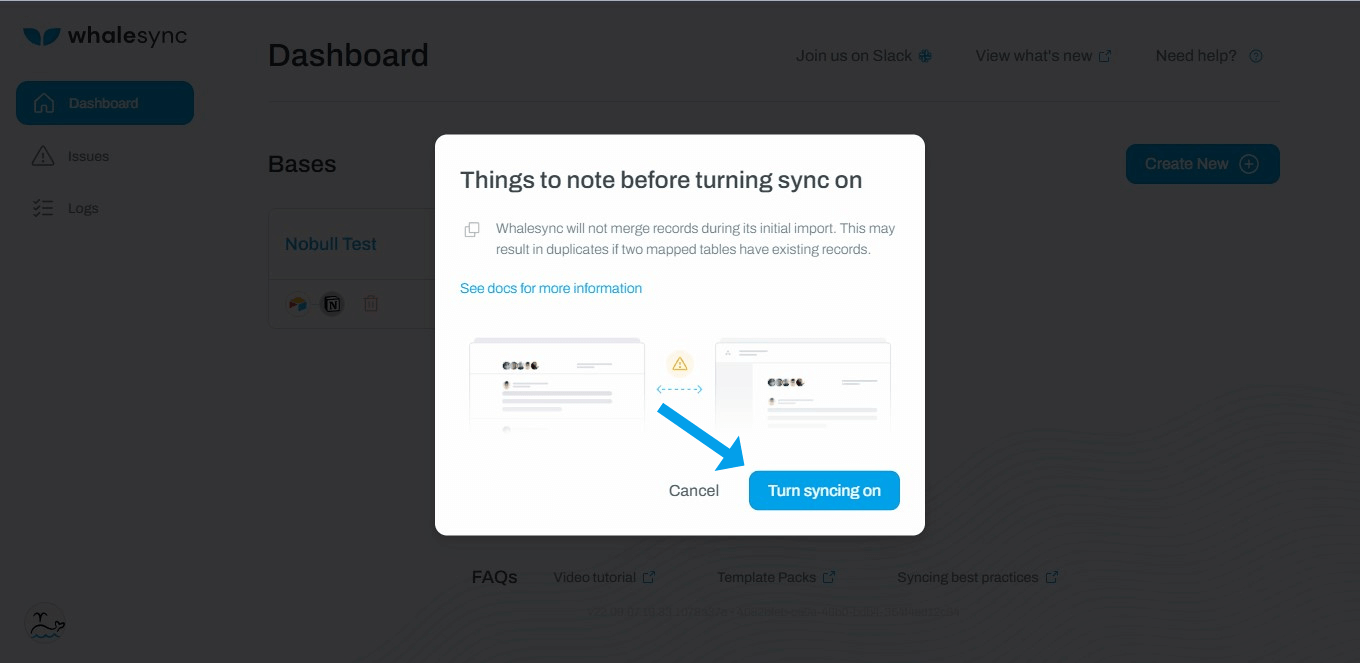 whalesync
Dashboard
Join us on Slack
View what's new
Need help?
Dashboard
Issues
Logs
Bases
Create New
Nobull Test
Things to note before turning sync on
Whalesync will not merge records during its initial import. This may
result in duplicates if two mapped tables have existing records.
See docs for more information
Cancel
Turn syncing on
FAQs
Video tutorial
Template Packs
Syncing best practices